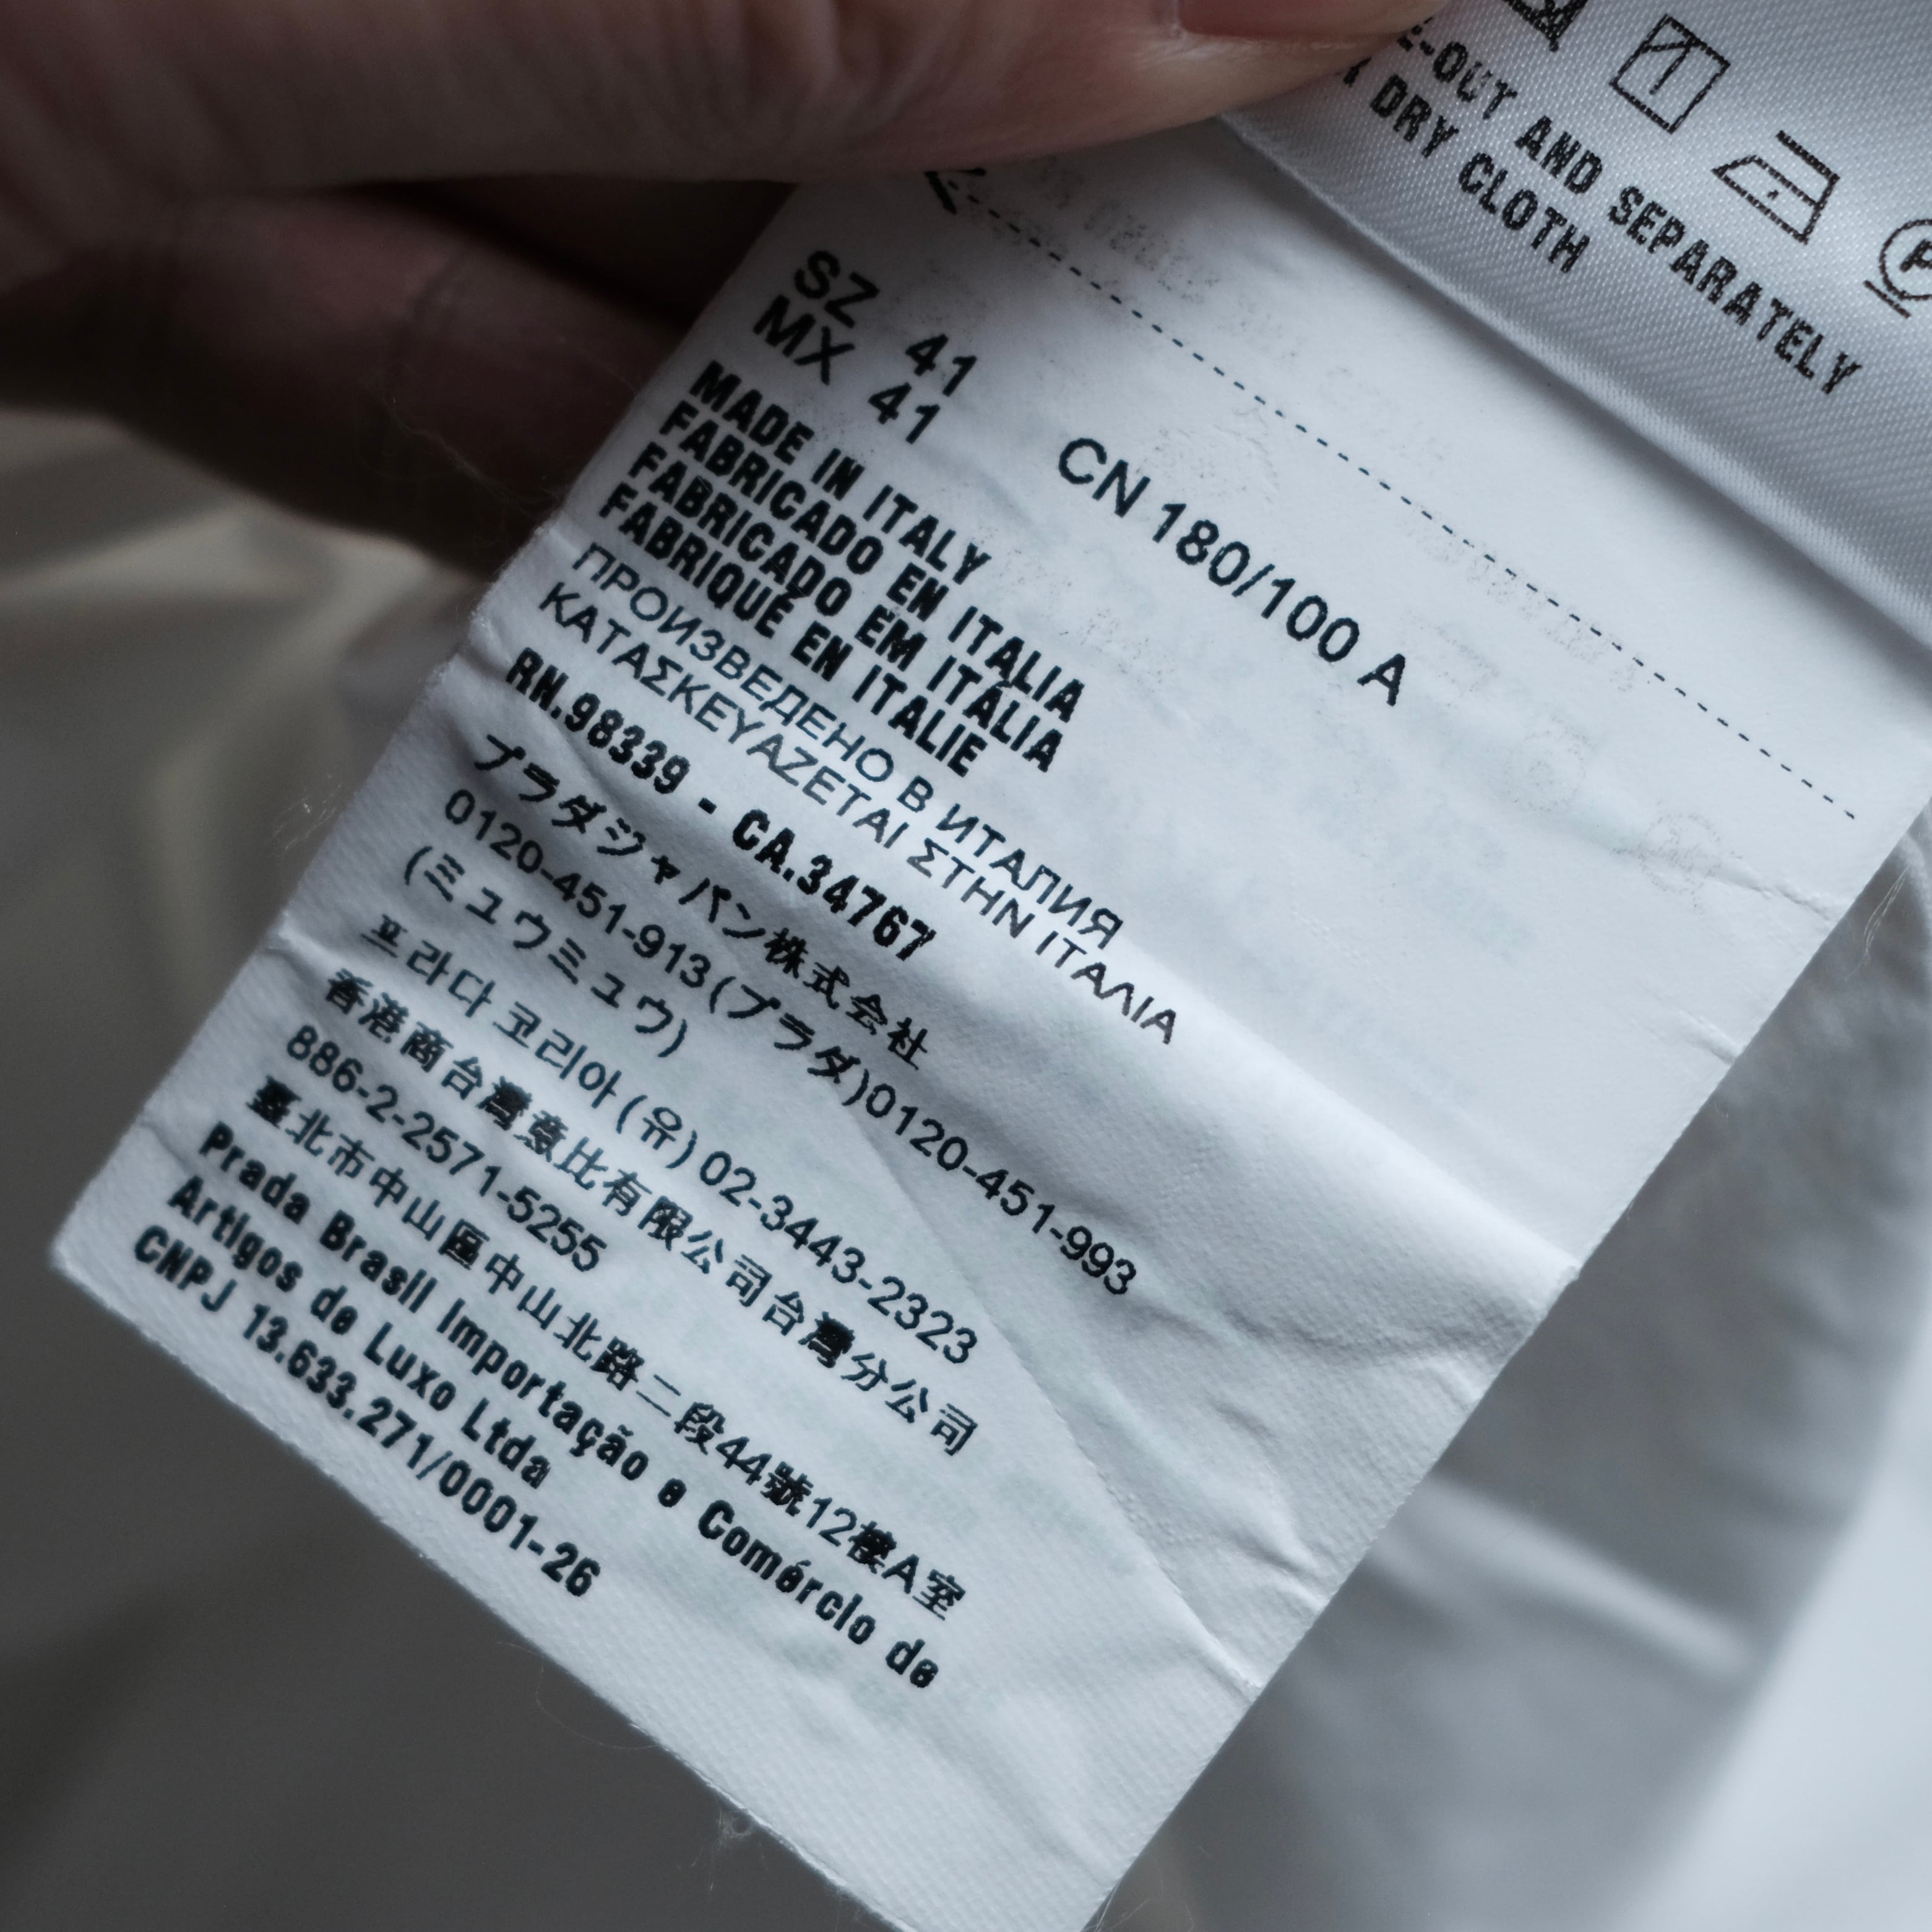 AND SEPARATELY
DRY CLOTH
P
SZ 41
MX 41
CN 180/100 A
MADE IN ITALY
FABRICADO EN ITALIA
FABRICADO EM ITÁLIA
FABRIQUÉ EN ITALIE
ПРОИЗВЕДЕНО В ИТАЛИЯ
ΚΑΤΑΣΚΕΥΑΖΕΤΑΙ ΣΤΗΝ ΙΤΑΛΙΑ
RN.98339 - CA.34767
プラダジャパン株式会社
0120-451-913(プラダ)0120-451-993
(ミュウミュウ)
프라다 코리아 (유) 02-3443-2323
香港商台灣薏比有限公司台灣分公司
886-2-2571-5255
臺北市中山區中山北路二段44號12樓A室
Prada Brasil Importação e Comércio de
Artigos de Luxo Ltda
CNPJ 13.633.271/0001-26